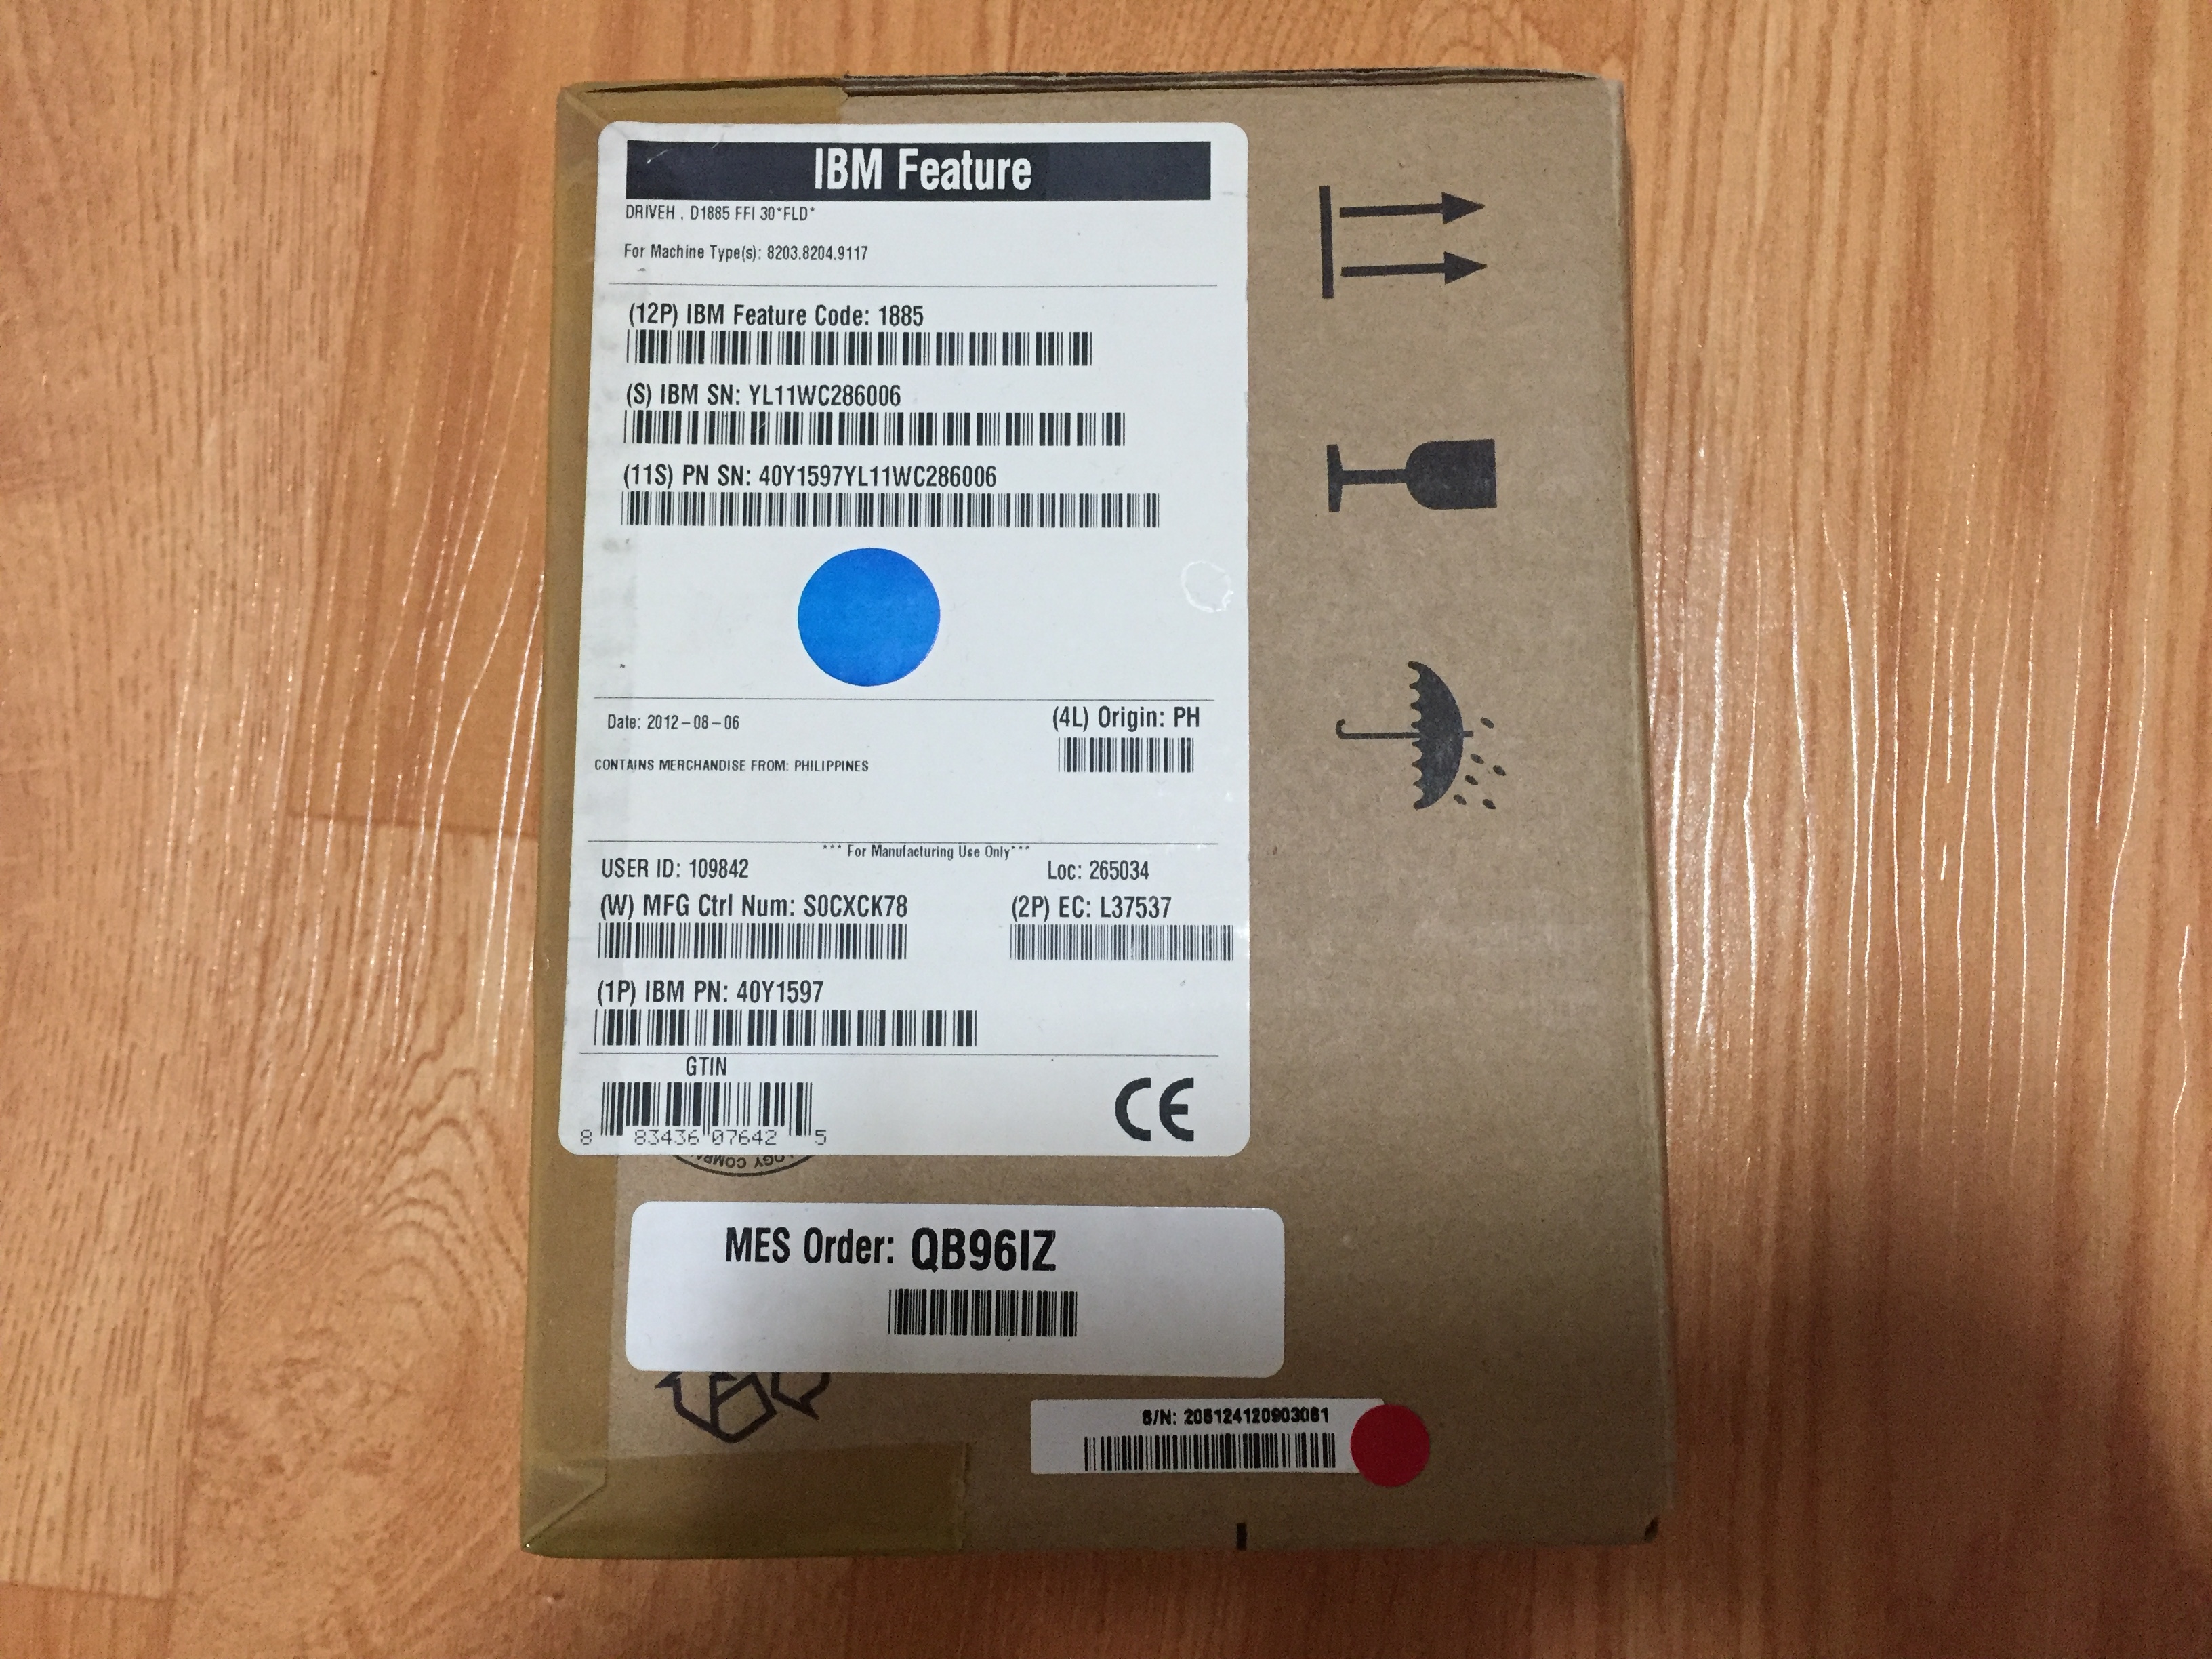 IBM Feature
DRIVEH , D1885 FFI 30*FLD*
For Machine Type(s): 8203.8204.9117
(12P) IBM Feature Code: 1885
(S) IBM SN: YL11WC286006
(11S) PN SN: 40Y1597YL11WC286006
Date: 2012-08-06
(4L) Origin: PH
CONTAINS MERCHANDISE FROM: PHILIPPINES
*** For Manufacturing Use Only***
USER ID: 109842
Loc: 265034
(W) MFG Ctrl Num: S0CXCK78
(2P) EC: L37537
(1P) IBM PN: 40Y1597
GTIN
8 83436 07642 5
CE
MES Order: QB96IZ
S/N: 205124120903061